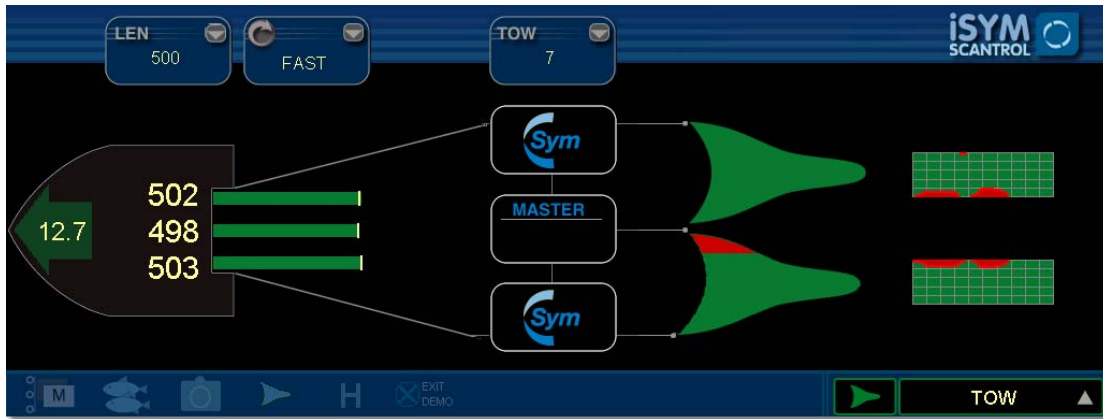 LEN
500
FAST
TOW
7
iSYM
SCANTROL
502
498
503
12.7
Sym
MASTER
Sym
M
H
EXIT
DEMO
TOW